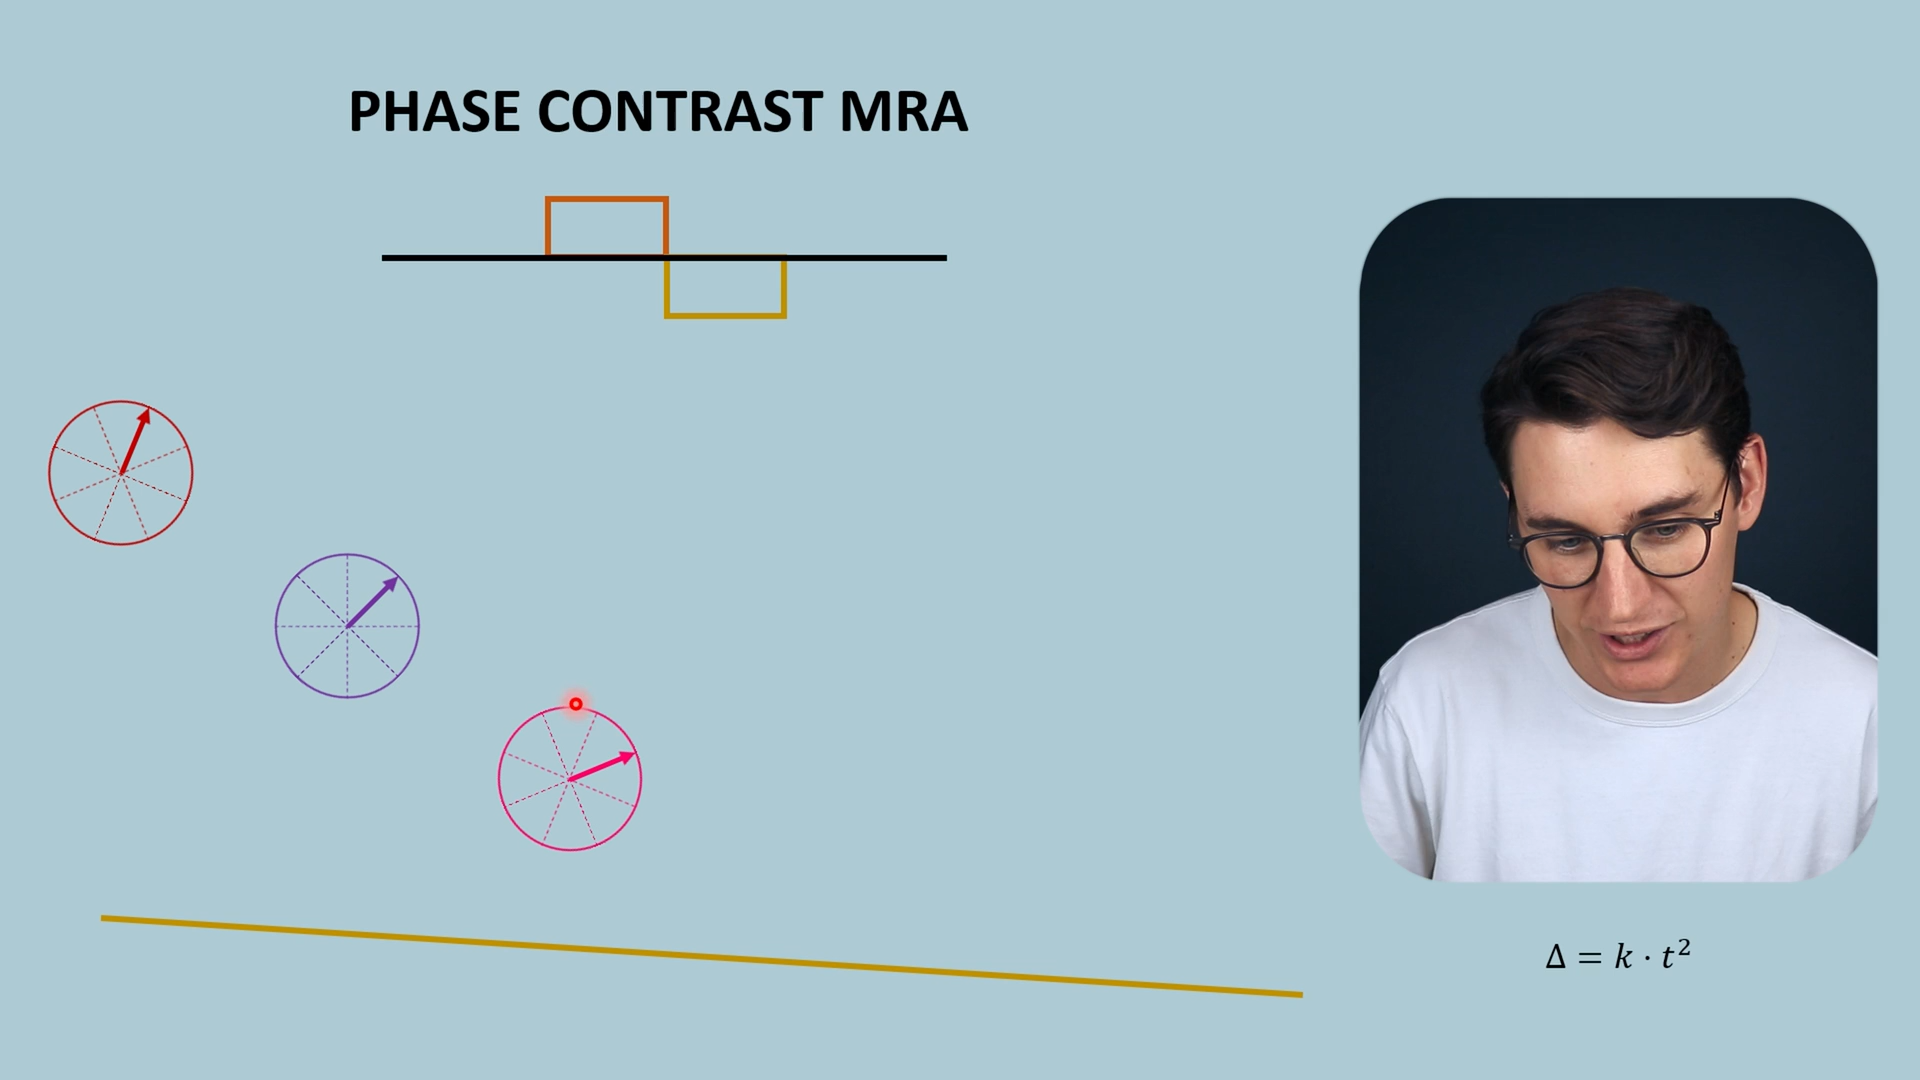 PHASE CONTRAST MRA
Δ = k · t²